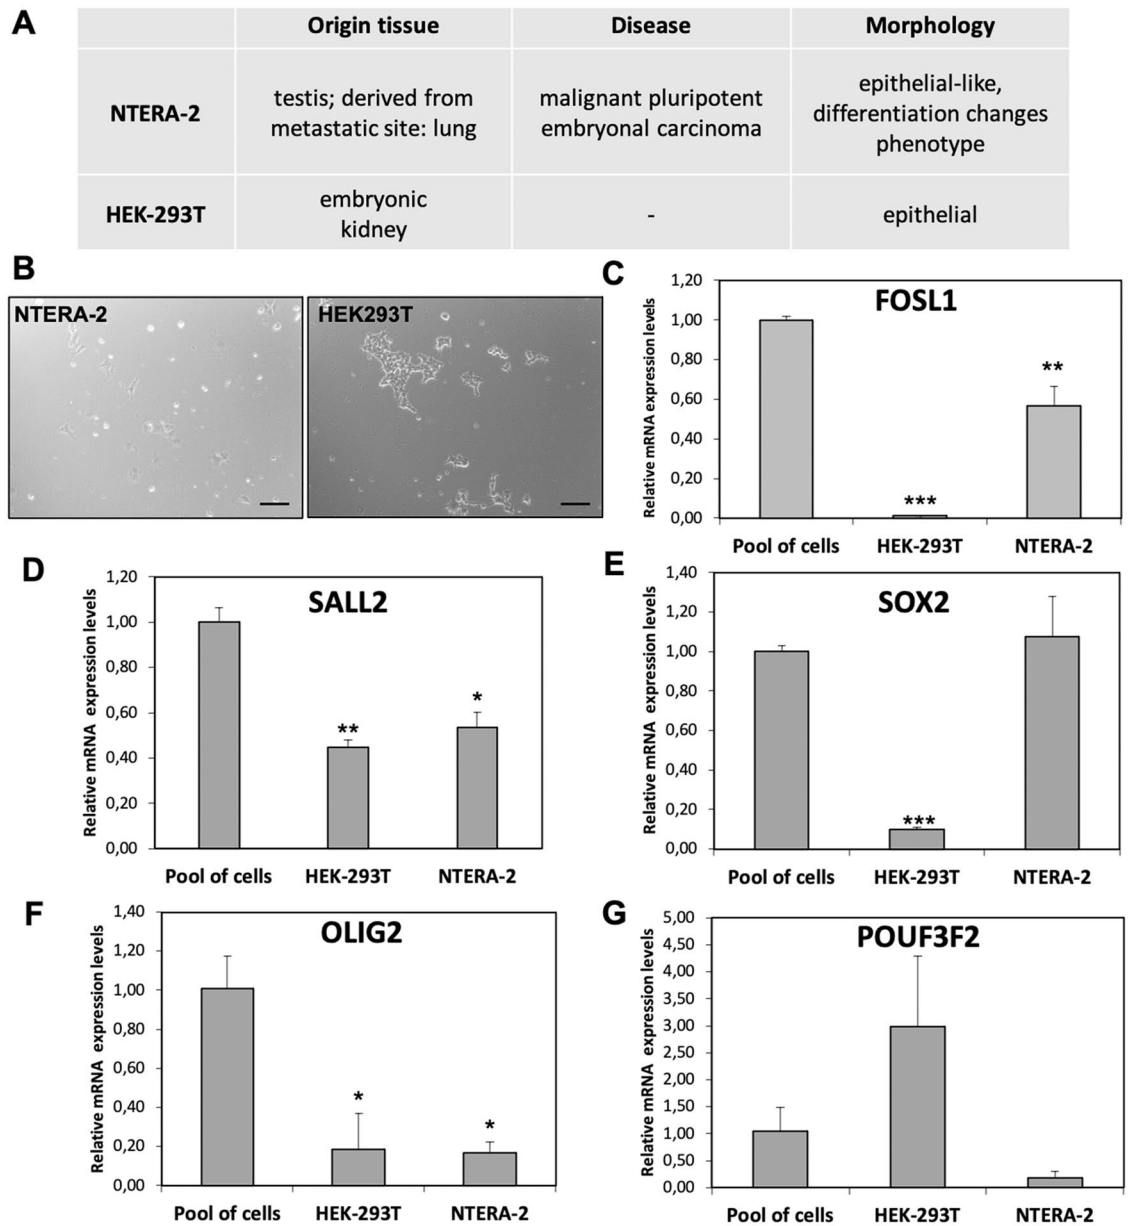 A
Origin tissue
Disease
Morphology
NTERA-2
testis; derived from
metastatic site: lung
malignant pluripotent
embryonal carcinoma
epithelial-like,
differentiation changes
phenotype
HEK-293T
embryonic
kidney
-
epithelial
B
NTERA-2
HEK293T
C
FOSL1
Relative mRNA expression levels
1,20
1,00
0,80
0,60
0,40
0,20
0,00
***
**
Pool of cells
HEK-293T
NTERA-2
D
SALL2
Relative mRNA expression levels
1,20
1,00
0,80
0,60
0,40
0,20
0,00
**
*
Pool of cells
HEK-293T
NTERA-2
E
SOX2
Relative mRNA expression levels
1,40
1,20
1,00
0,80
0,60
0,40
0,20
0,00
***
Pool of cells
HEK-293T
NTERA-2
F
OLIG2
Relative mRNA expression levels
1,40
1,20
1,00
0,80
0,60
0,40
0,20
0,00
*
*
Pool of cells
HEK-293T
NTERA-2
G
POUF3F2
Relative mRNA expression levels
5,00
4,50
4,00
3,50
3,00
2,50
2,00
1,50
1,00
0,50
0,00
Pool of cells
HEK-293T
NTERA-2